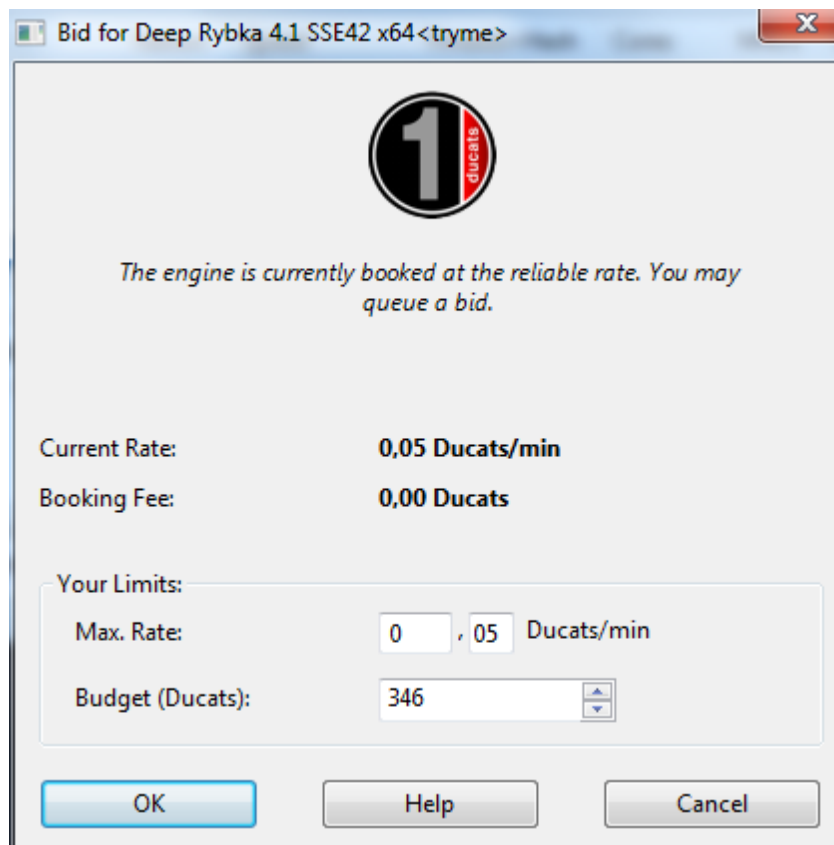 Bid for Deep Rybka 4.1 SSE42 x64<tryme>
1 ducats
The engine is currently booked at the reliable rate. You may
queue a bid.
Current Rate: 0,05 Ducats/min
Booking Fee: 0,00 Ducats
Your Limits:
Max. Rate: 0 , 05 Ducats/min
Budget (Ducats): 346
OK Help Cancel